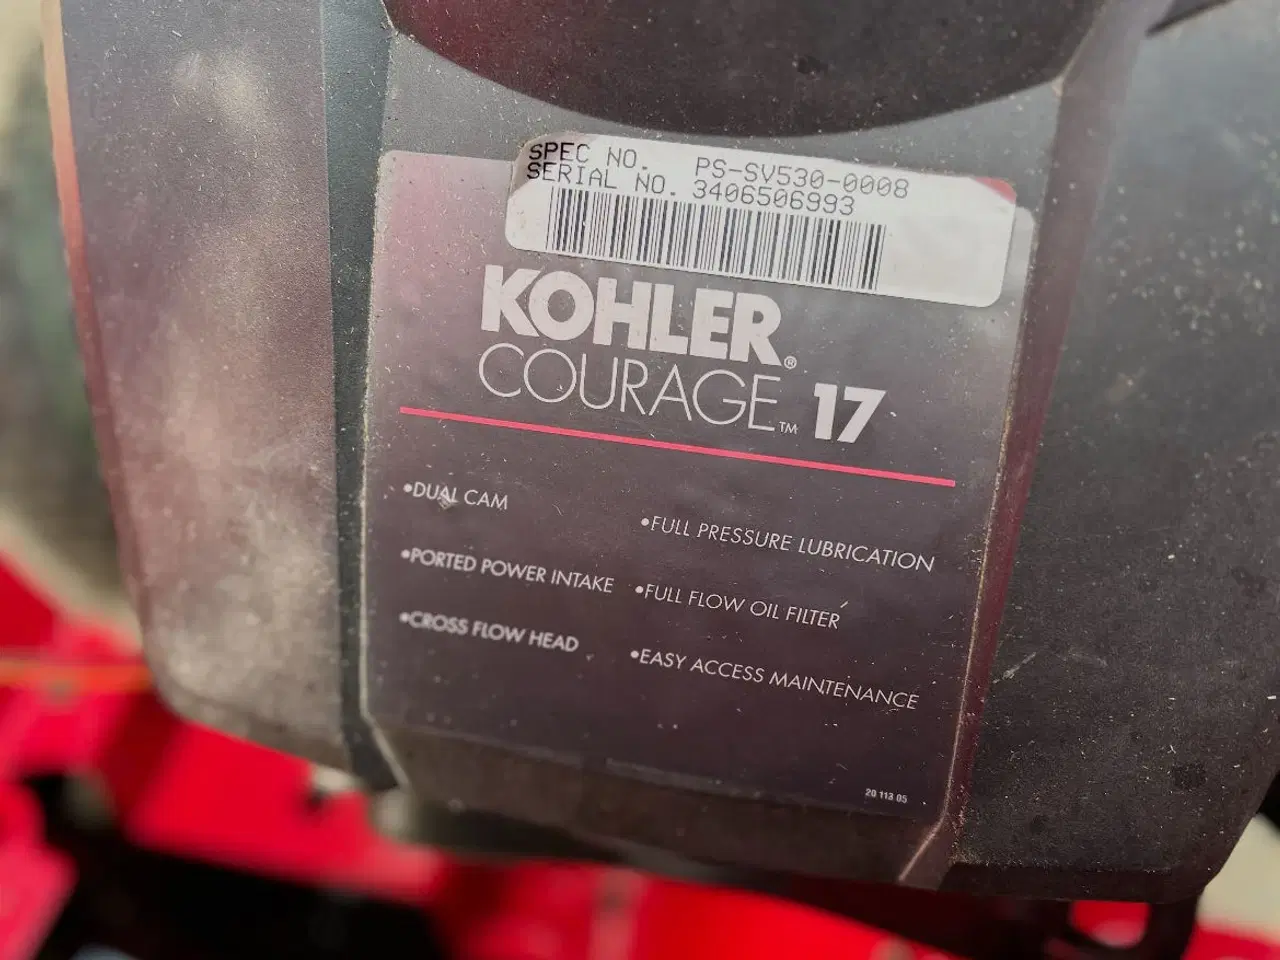 SPEC NO. PS-SV530-0008
SERIAL NO. 3406506993
KOHLER®
COURAGE™ 17
•DUAL CAM
•PORTED POWER INTAKE
•CROSS FLOW HEAD
•FULL PRESSURE LUBRICATION
•FULL FLOW OIL FILTER
•EASY ACCESS MAINTENANCE
20 113 05